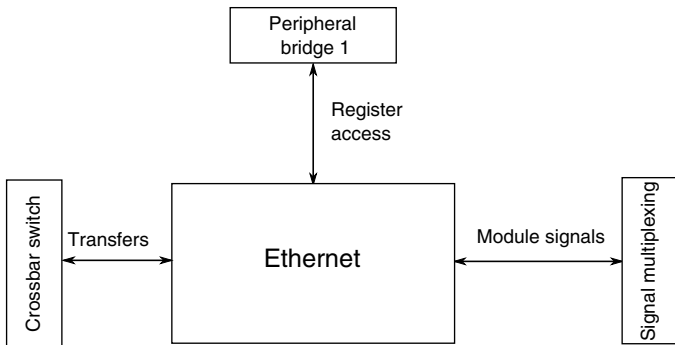 Peripheral
bridge 1
Register
access
Crossbar switch
Transfers
Ethernet
Module signals
Signal multiplexing